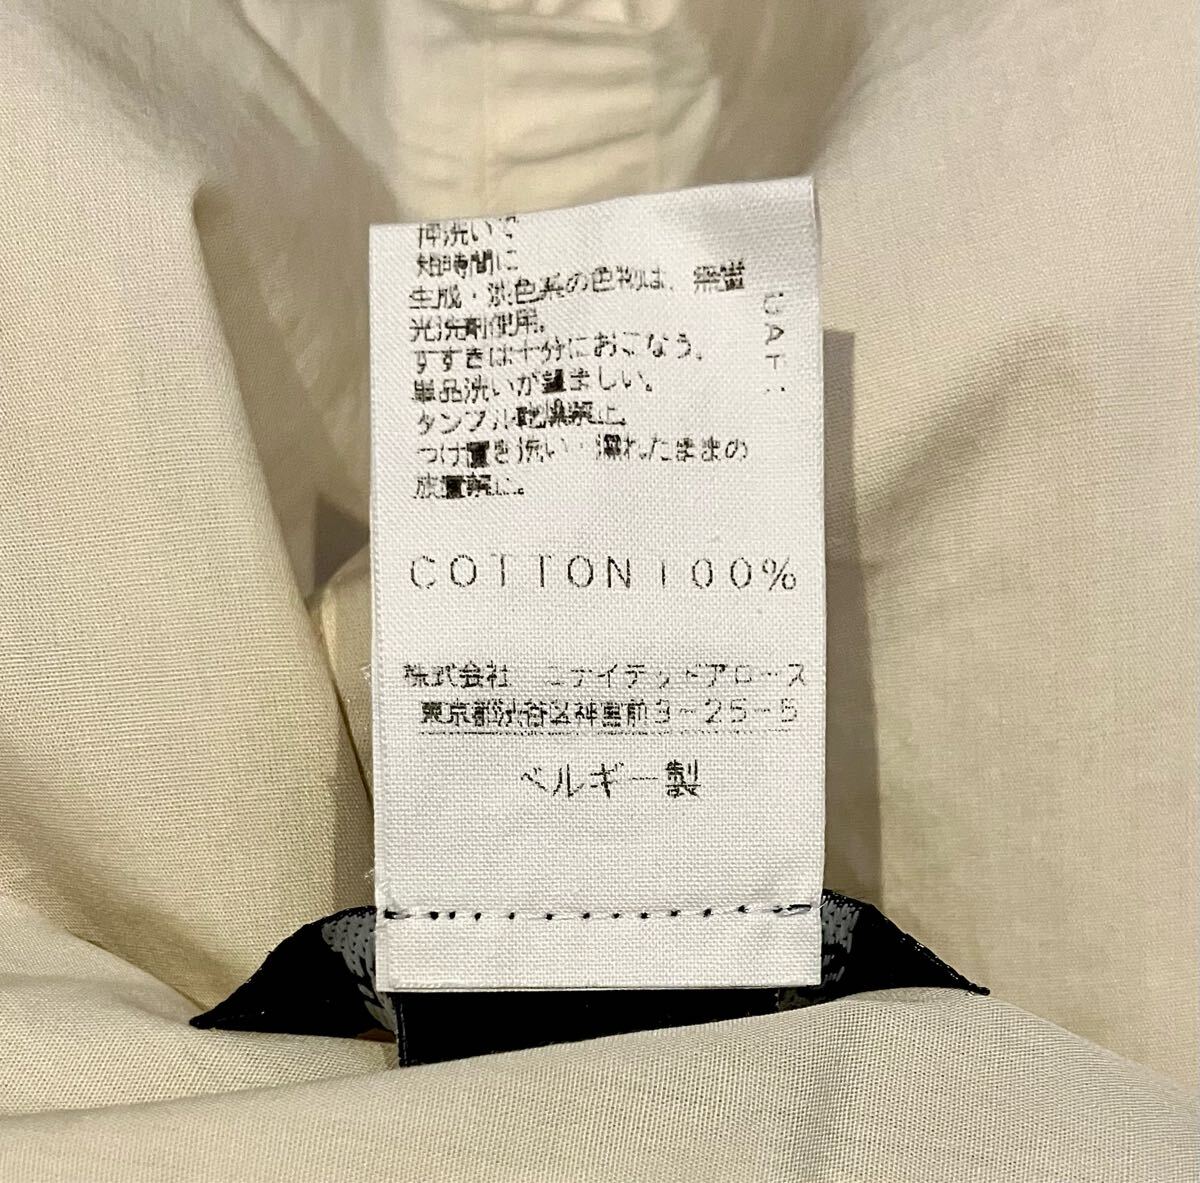 押洗いで
短時間に
生成・淡色系の色物は、無蛍
光洗剤使用。
すすきは十分におこなう。
単品洗いが望ましい。
タンブル乾燥禁止。
つけ置き洗い・濡れたままの
放置禁止。
COTTON100%
株式会社 ユナイテッドアローズ
東京都渋谷区神宮前3-25-5
ベルギー製